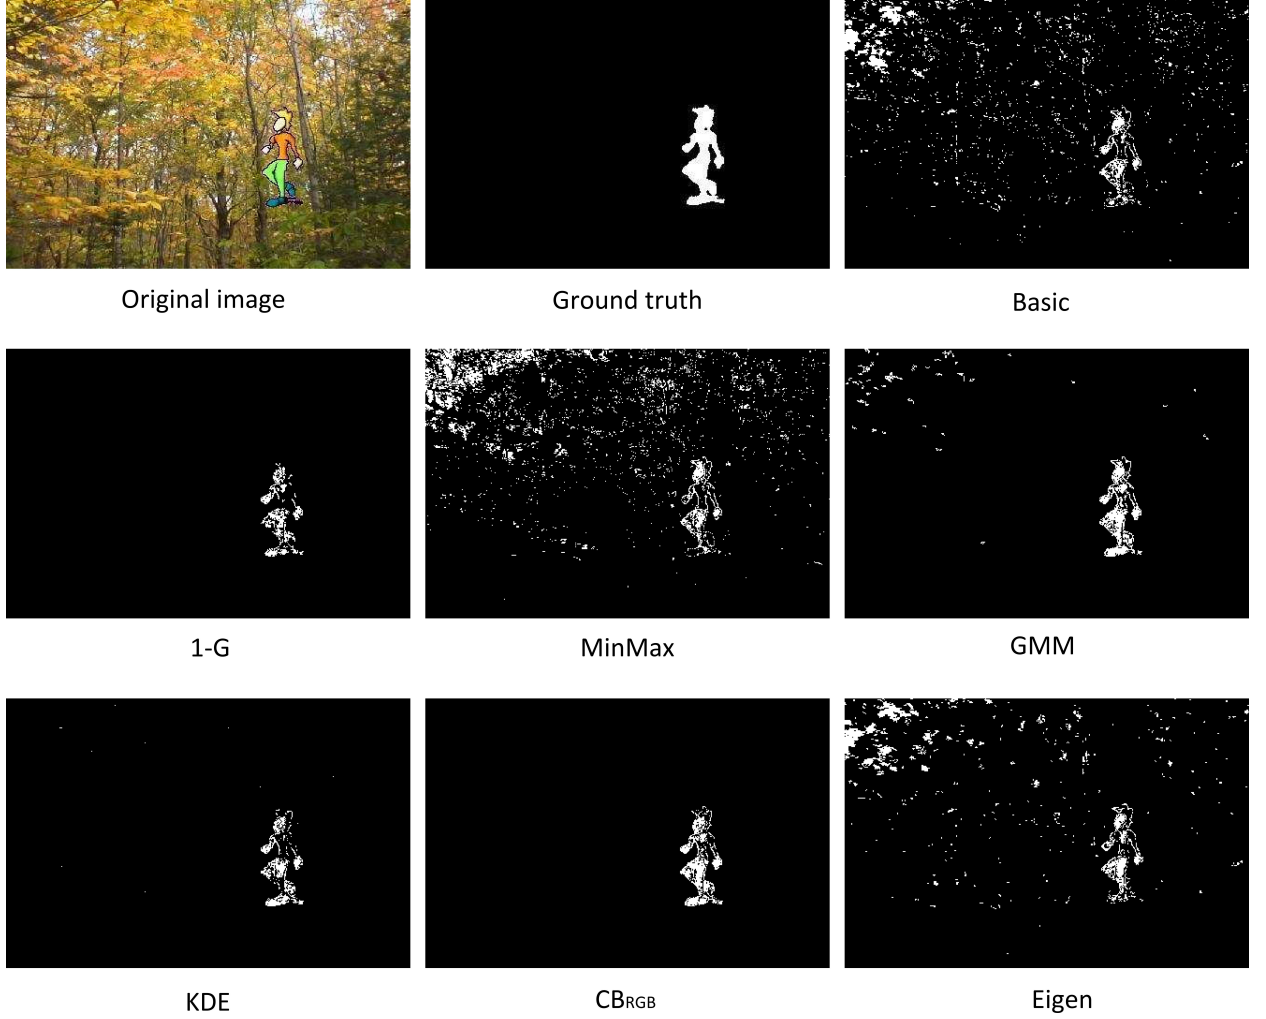 Original image
Ground truth
Basic
1-G
MinMax
GMM
KDE
CBRGB
Eigen